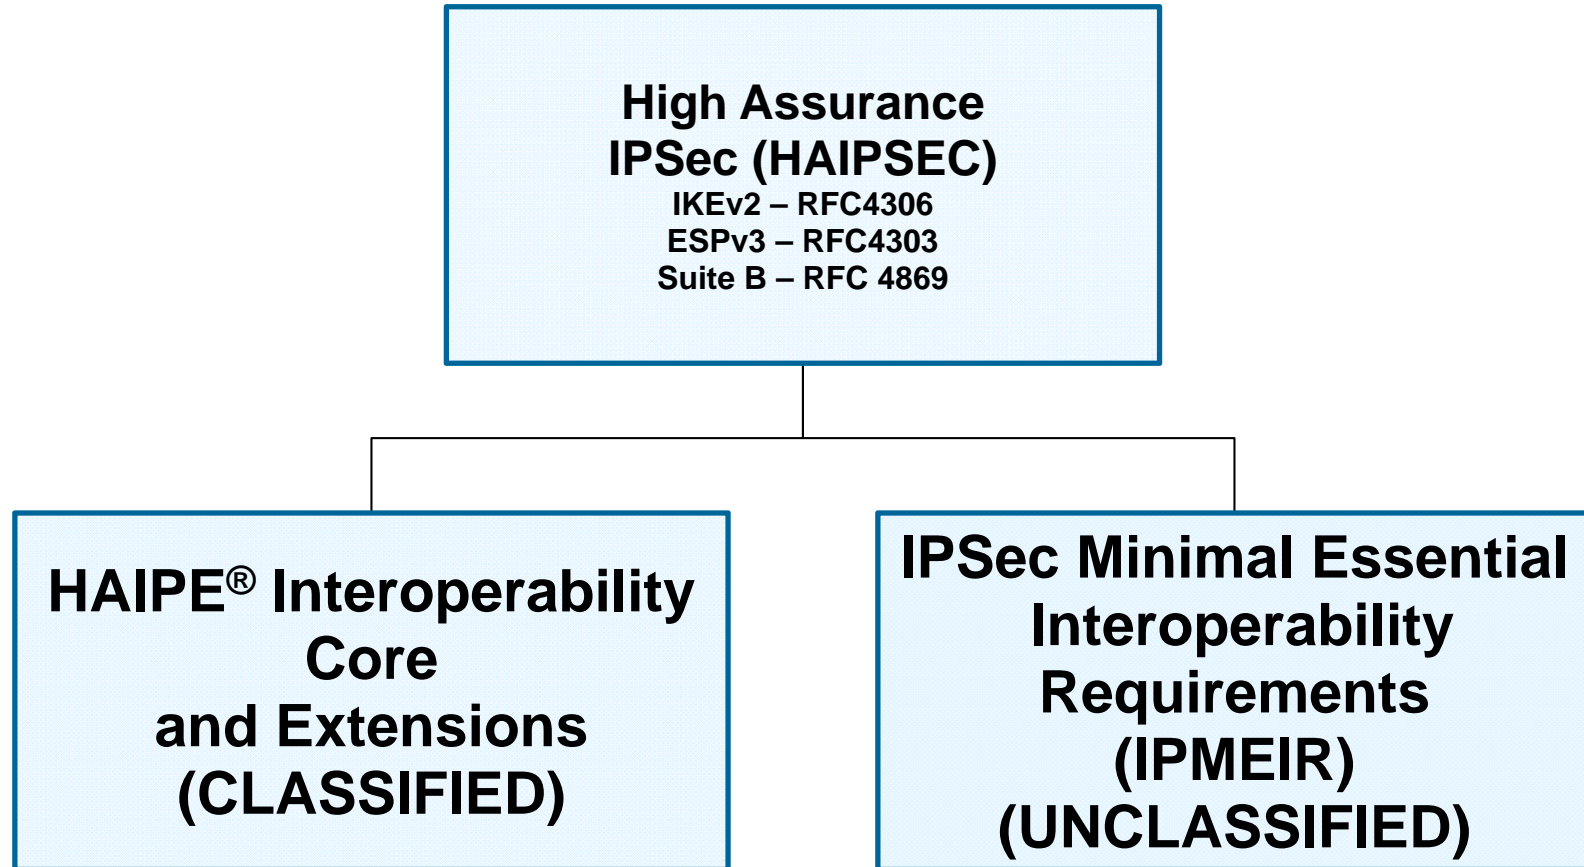 High Assurance
IPSec (HAIPSEC)
IKEv2 – RFC4306
ESPv3 – RFC4303
Suite B – RFC 4869
HAIPE® Interoperability
Core
and Extensions
(CLASSIFIED)
IPSec Minimal Essential
Interoperability
Requirements
(IPMEIR)
(UNCLASSIFIED)